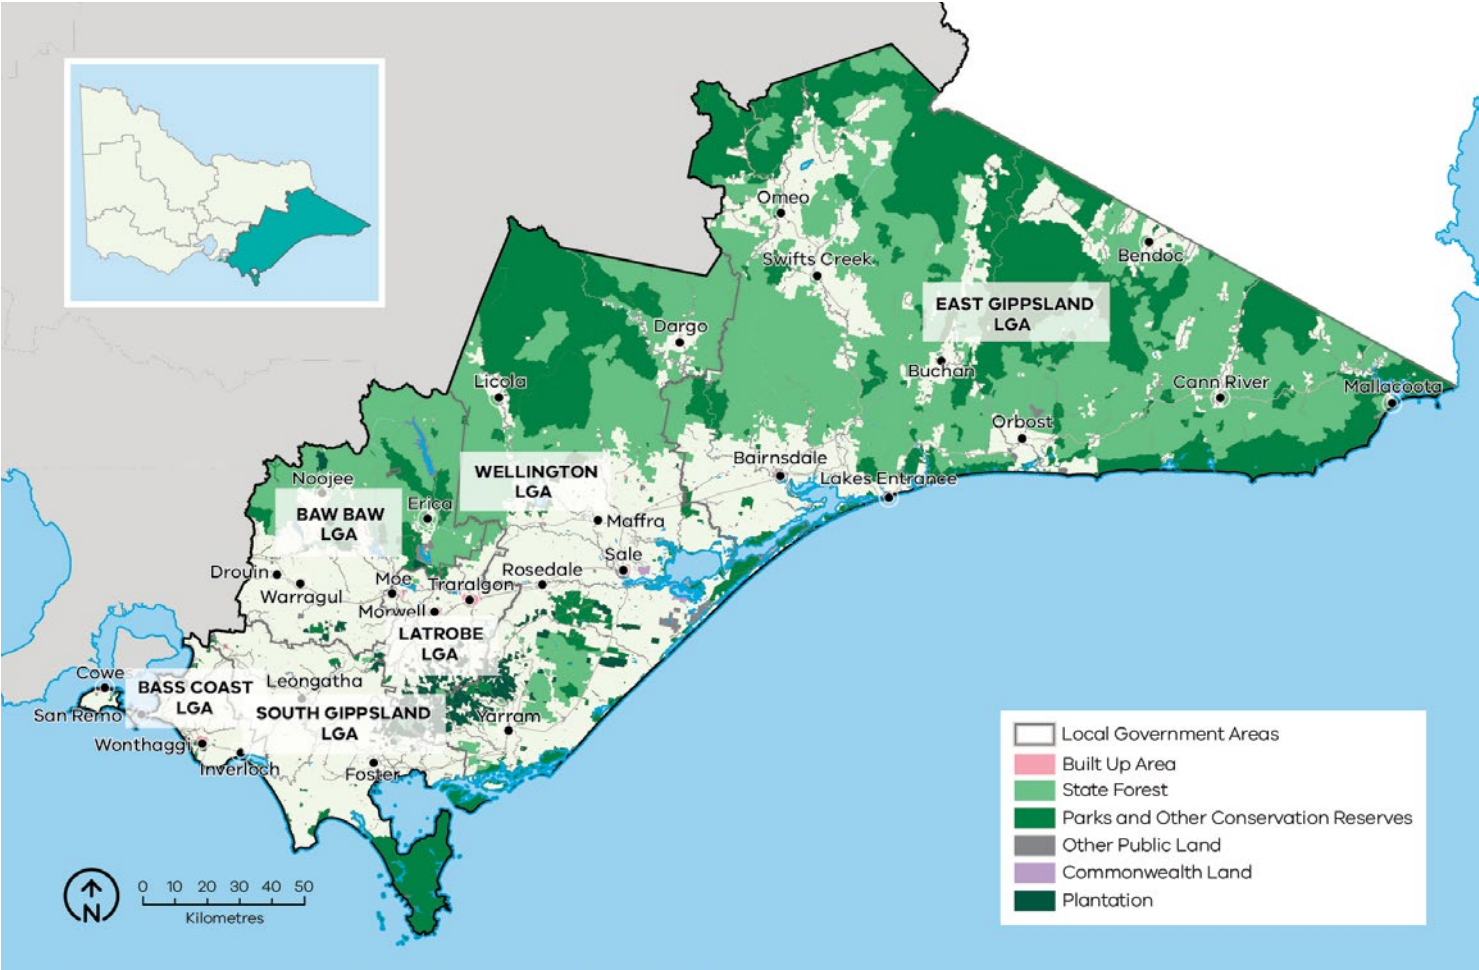 Omeo
Swifts Creek
Bendoc
EAST GIPPSLAND
LGA
Dargo
Buchan
Licola
Cann River
Mallacoota
Orbost
Bairnsdale
Lakes Entrance
WELLINGTON
LGA
Noojee
Erica
BAW BAW
LGA
Maffra
Sale
Drouin
Moe
Traralgon
Rosedale
Warragul
Morwell
LATROBE
LGA
Cowes
BASS COAST
LGA
Leongatha
San Remo
SOUTH GIPPSLAND
LGA
Yarram
Wonthaggi
Inverloch
Foster
Local Government Areas
Built Up Area
State Forest
Parks and Other Conservation Reserves
Other Public Land
Commonwealth Land
Plantation
N
0 10 20 30 40 50
Kilometres